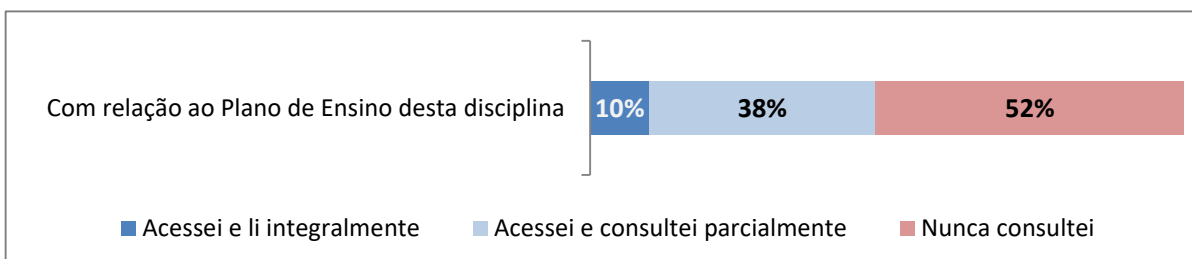 Com relação ao Plano de Ensino desta disciplina
10% 38% 52%
Acessei e li integralmente Acessei e consultei parcialmente Nunca consultei